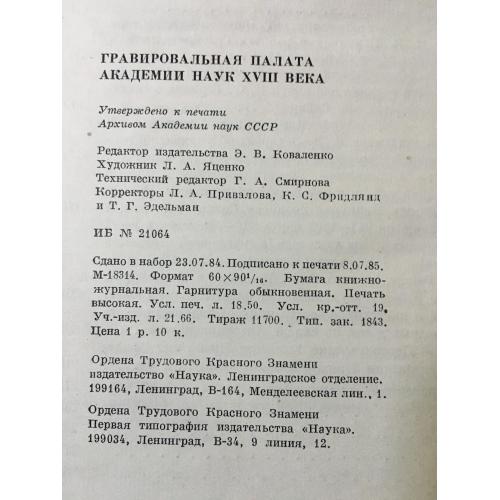 ГРАВИРОВАЛЬНАЯ ПАЛАТА
АКАДЕМИИ НАУК XVIII ВЕКА
Утверждено к печати
Архивом Академии наук СССР
Редактор издательства Э. В. Коваленко
Художник Л. А. Яценко
Технический редактор Г. А. Смирнова
Корректоры Л. А. Привалова, К. С. Фридлянд
и Т. Г. Эдельман
ИБ № 21064
Сдано в набор 23.07.84. Подписано к печати 8.07.85.
М-18314. Формат 60×90¹/₁₆. Бумага книжно-
журнальная. Гарнитура обыкновенная. Печать
высокая. Усл. печ. л. 18.50. Усл. кр.-отт. 19.
Уч.-изд. л. 21.66. Тираж 11700. Тип. зак. 1843.
Цена 1 р. 10 к.
Ордена Трудового Красного Знамени
издательство «Наука». Ленинградское отделение.
199164, Ленинград, В-164, Менделеевская лин., 1.
Ордена Трудового Красного Знамени
Первая типография издательства «Наука».
199034, Ленинград, В-34, 9 линия, 12.